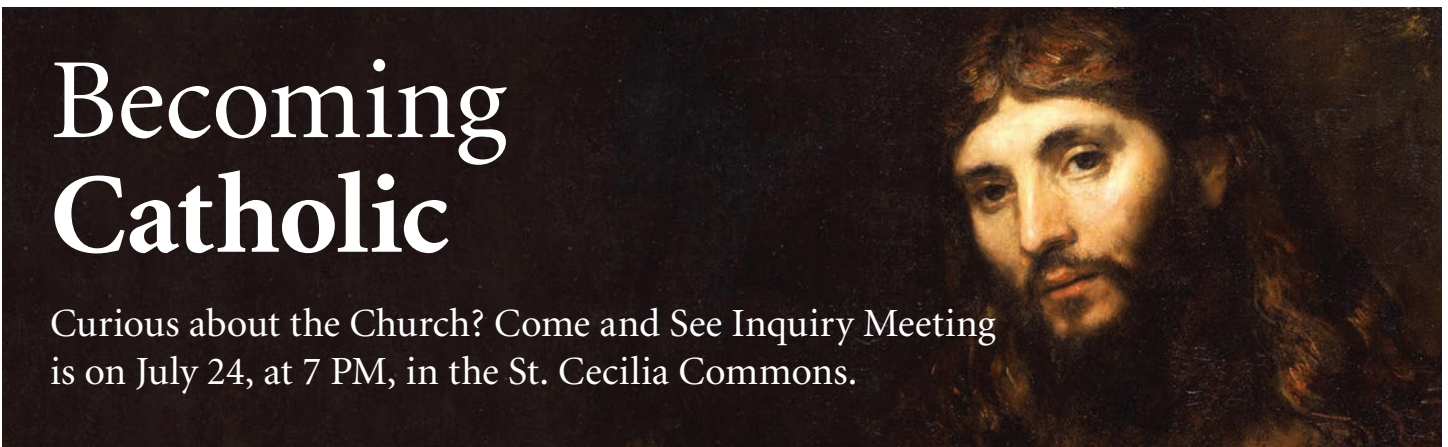 Becoming
Catholic
Curious about the Church? Come and See Inquiry Meeting
is on July 24, at 7 PM, in the St. Cecilia Commons.